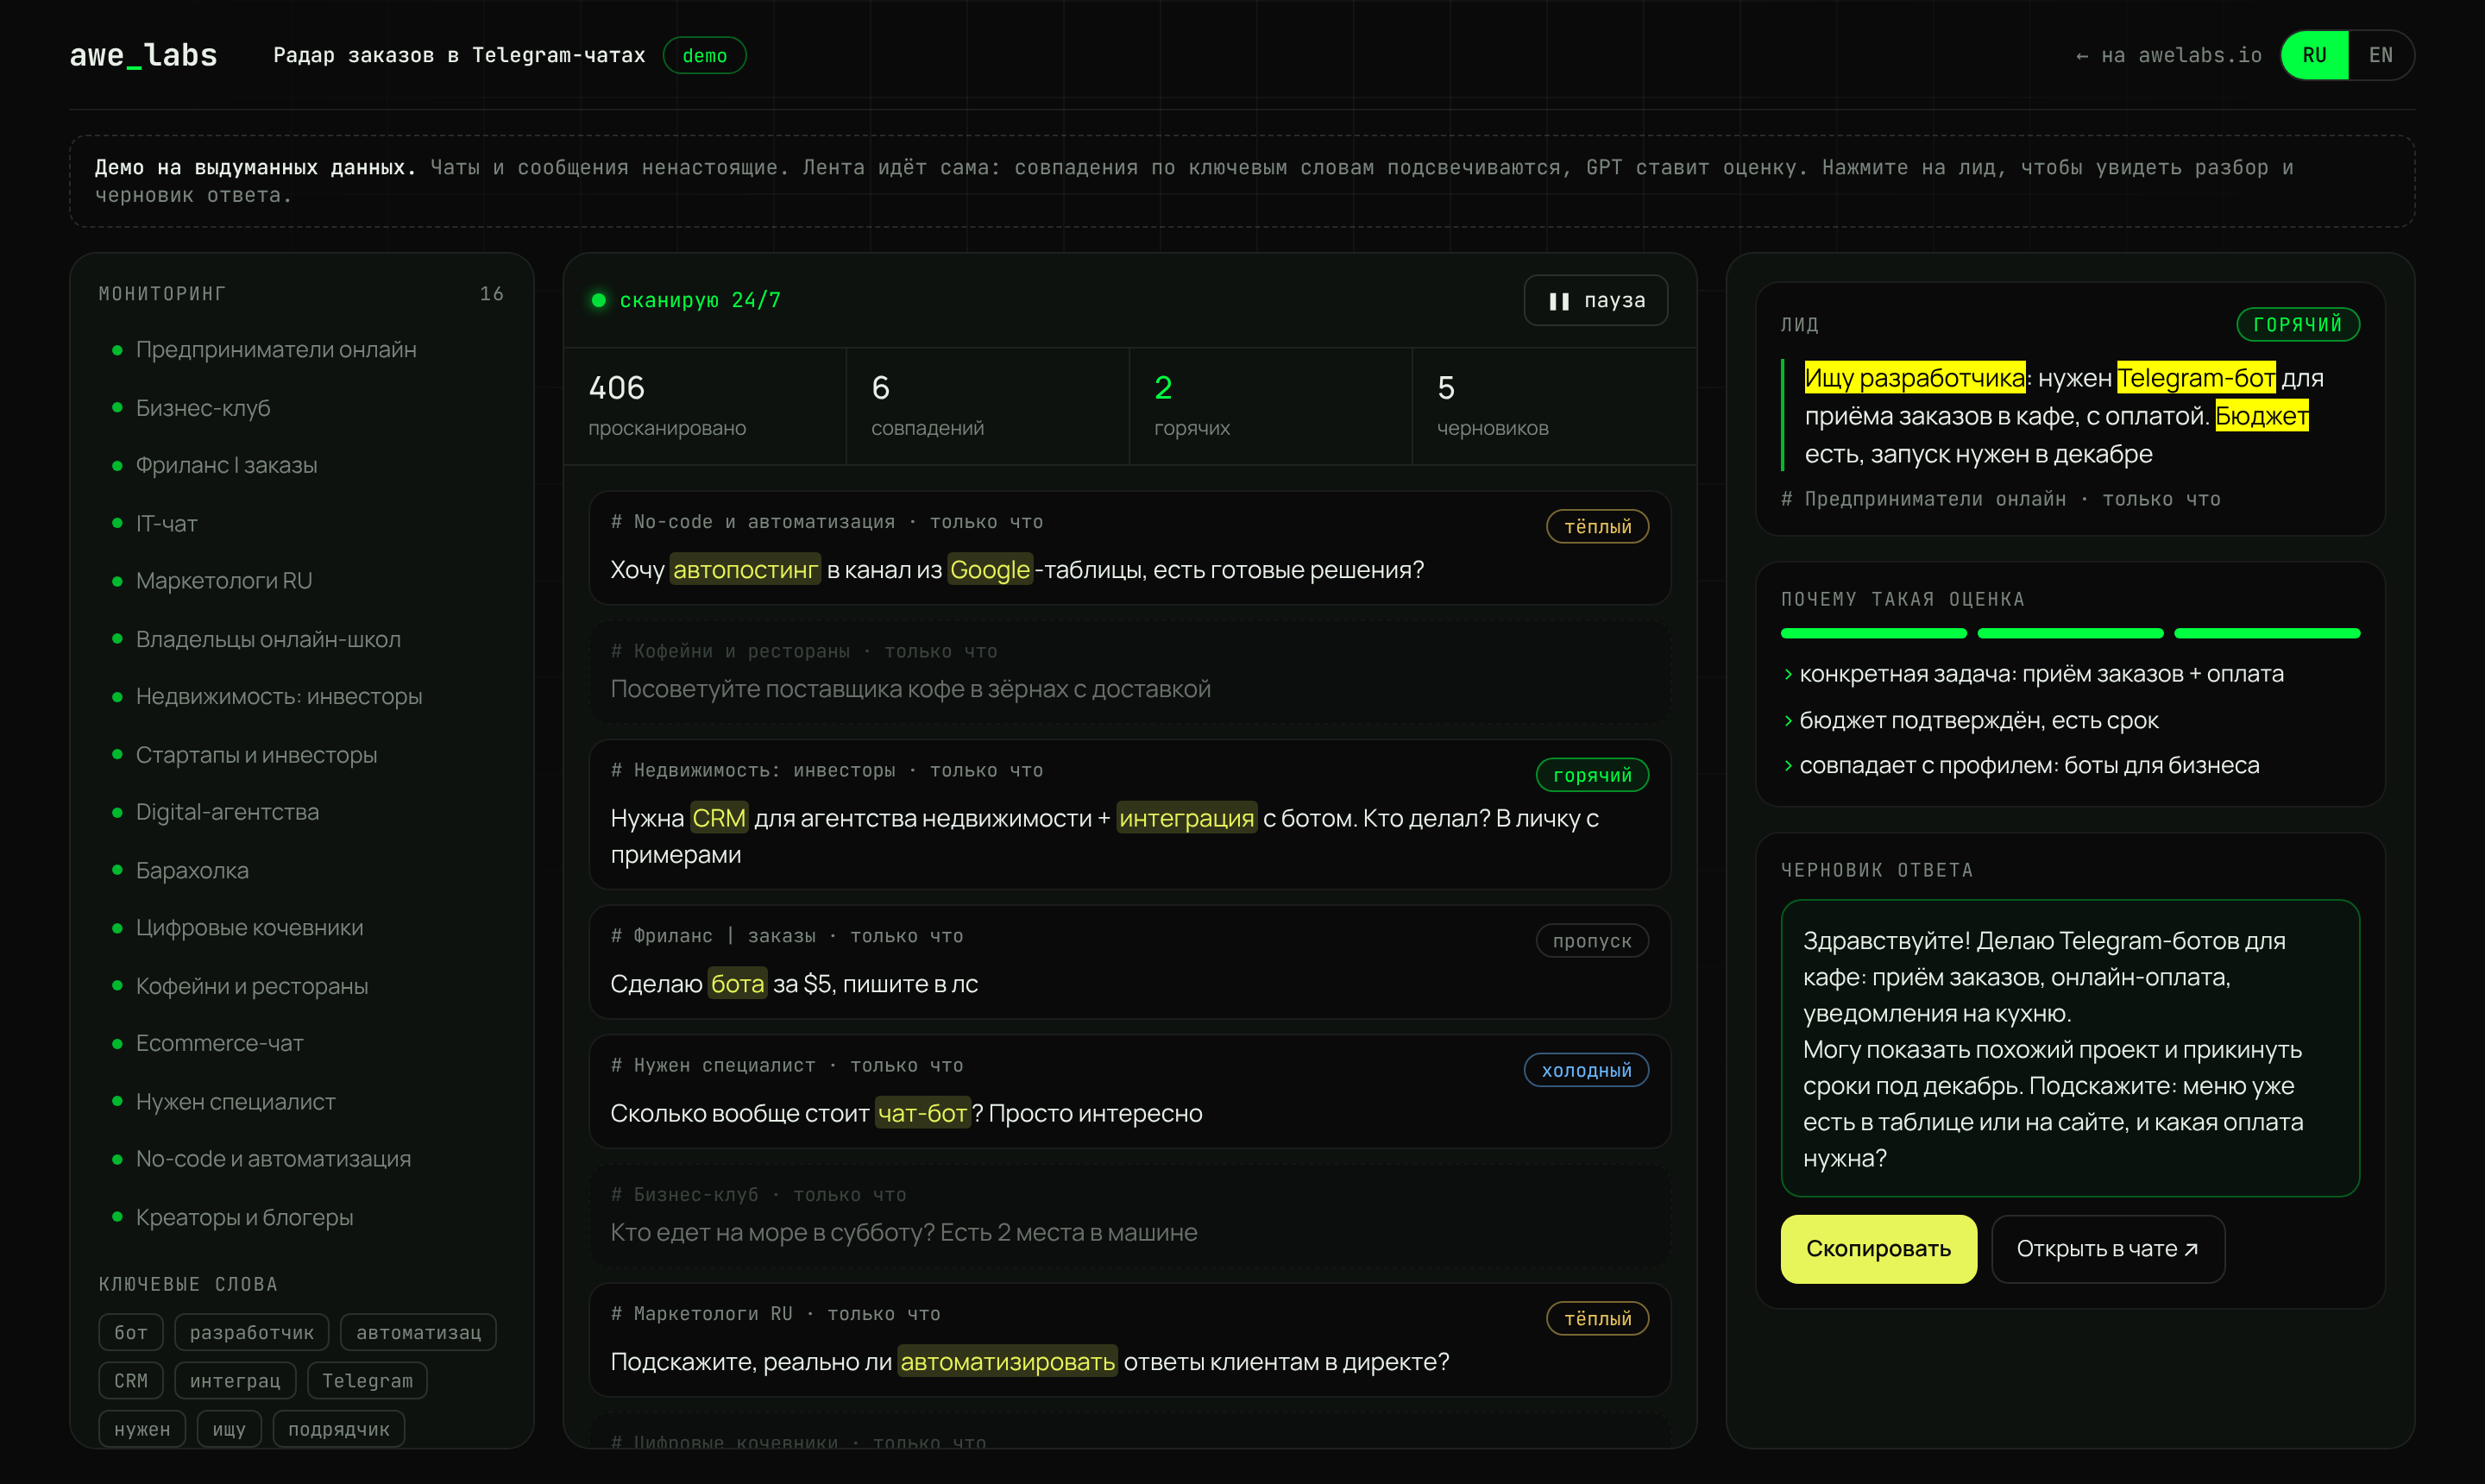 awe_labs
Радар заказов в Telegram-чатах
demo
← на awelabs.io
RU
EN
Демо на выдуманных данных. Чаты и сообщения ненастоящие. Лента идёт сама: совпадения по ключевым словам подсвечиваются, GPT ставит оценку. Нажмите на лид, чтобы увидеть разбор и
черновик ответа.
МОНИТОРИНГ
16
Предприниматели онлайн
Бизнес-клуб
Фриланс | заказы
IT-чат
Маркетологи RU
Владельцы онлайн-школ
Недвижимость: инвесторы
Стартапы и инвесторы
Digital-агентства
Барахолка
Цифровые кочевники
Кофейни и рестораны
Ecommerce-чат
Нужен специалист
No-code и автоматизация
Креаторы и блогеры
КЛЮЧЕВЫЕ СЛОВА
бот
разработчик
автоматизац
CRM
интеграц
Telegram
нужен
ищу
подрядчик
сканирую 24/7
пауза
406
просканировано
6
совпадений
2
горячих
5
черновиков
# No-code и автоматизация · только что
тёплый
Хочу автопостинг в канал из Google-таблицы, есть готовые решения?
# Кофейни и рестораны · только что
Посоветуйте поставщика кофе в зёрнах с доставкой
# Недвижимость: инвесторы · только что
горячий
Нужна CRM для агентства недвижимости + интеграция с ботом. Кто делал? В личку с
примерами
# Фриланс | заказы · только что
пропуск
Сделаю бота за $5, пишите в лс
# Нужен специалист · только что
холодный
Сколько вообще стоит чат-бот? Просто интересно
# Бизнес-клуб · только что
Кто едет на море в субботу? Есть 2 места в машине
# Маркетологи RU · только что
тёплый
Подскажите, реально ли автоматизировать ответы клиентам в директе?
# Цифровые кочевники · только что
ЛИД
ГОРЯЧИЙ
Ищу разработчика: нужен Telegram-бот для
приёма заказов в кафе, с оплатой. Бюджет
есть, запуск нужен в декабре
# Предприниматели онлайн · только что
ПОЧЕМУ ТАКАЯ ОЦЕНКА
› конкретная задача: приём заказов + оплата
› бюджет подтверждён, есть срок
› совпадает с профилем: боты для бизнеса
ЧЕРНОВИК ОТВЕТА
Здравствуйте! Делаю Telegram-ботов для
кафе: приём заказов, онлайн-оплата,
уведомления на кухню.
Могу показать похожий проект и прикинуть
сроки под декабрь. Подскажите: меню уже
есть в таблице или на сайте, и какая оплата
нужна?
Скопировать
Открыть в чате ↗